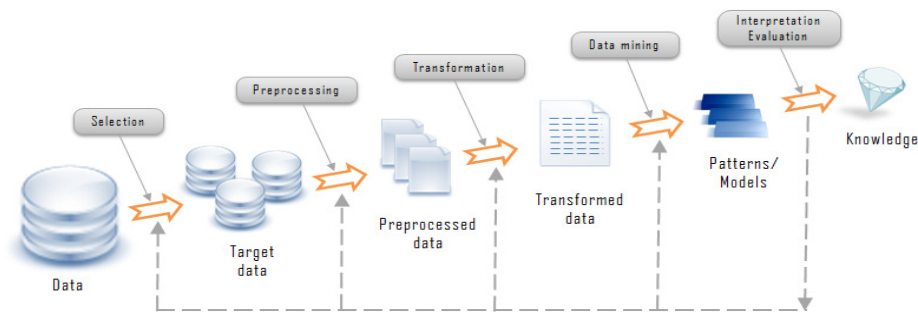 Interpretation
Evaluation
Data mining
Transformation
Preprocessing
Selection
Knowledge
Patterns/
Models
Transformed
data
Preprocessed
data
Target
data
Data